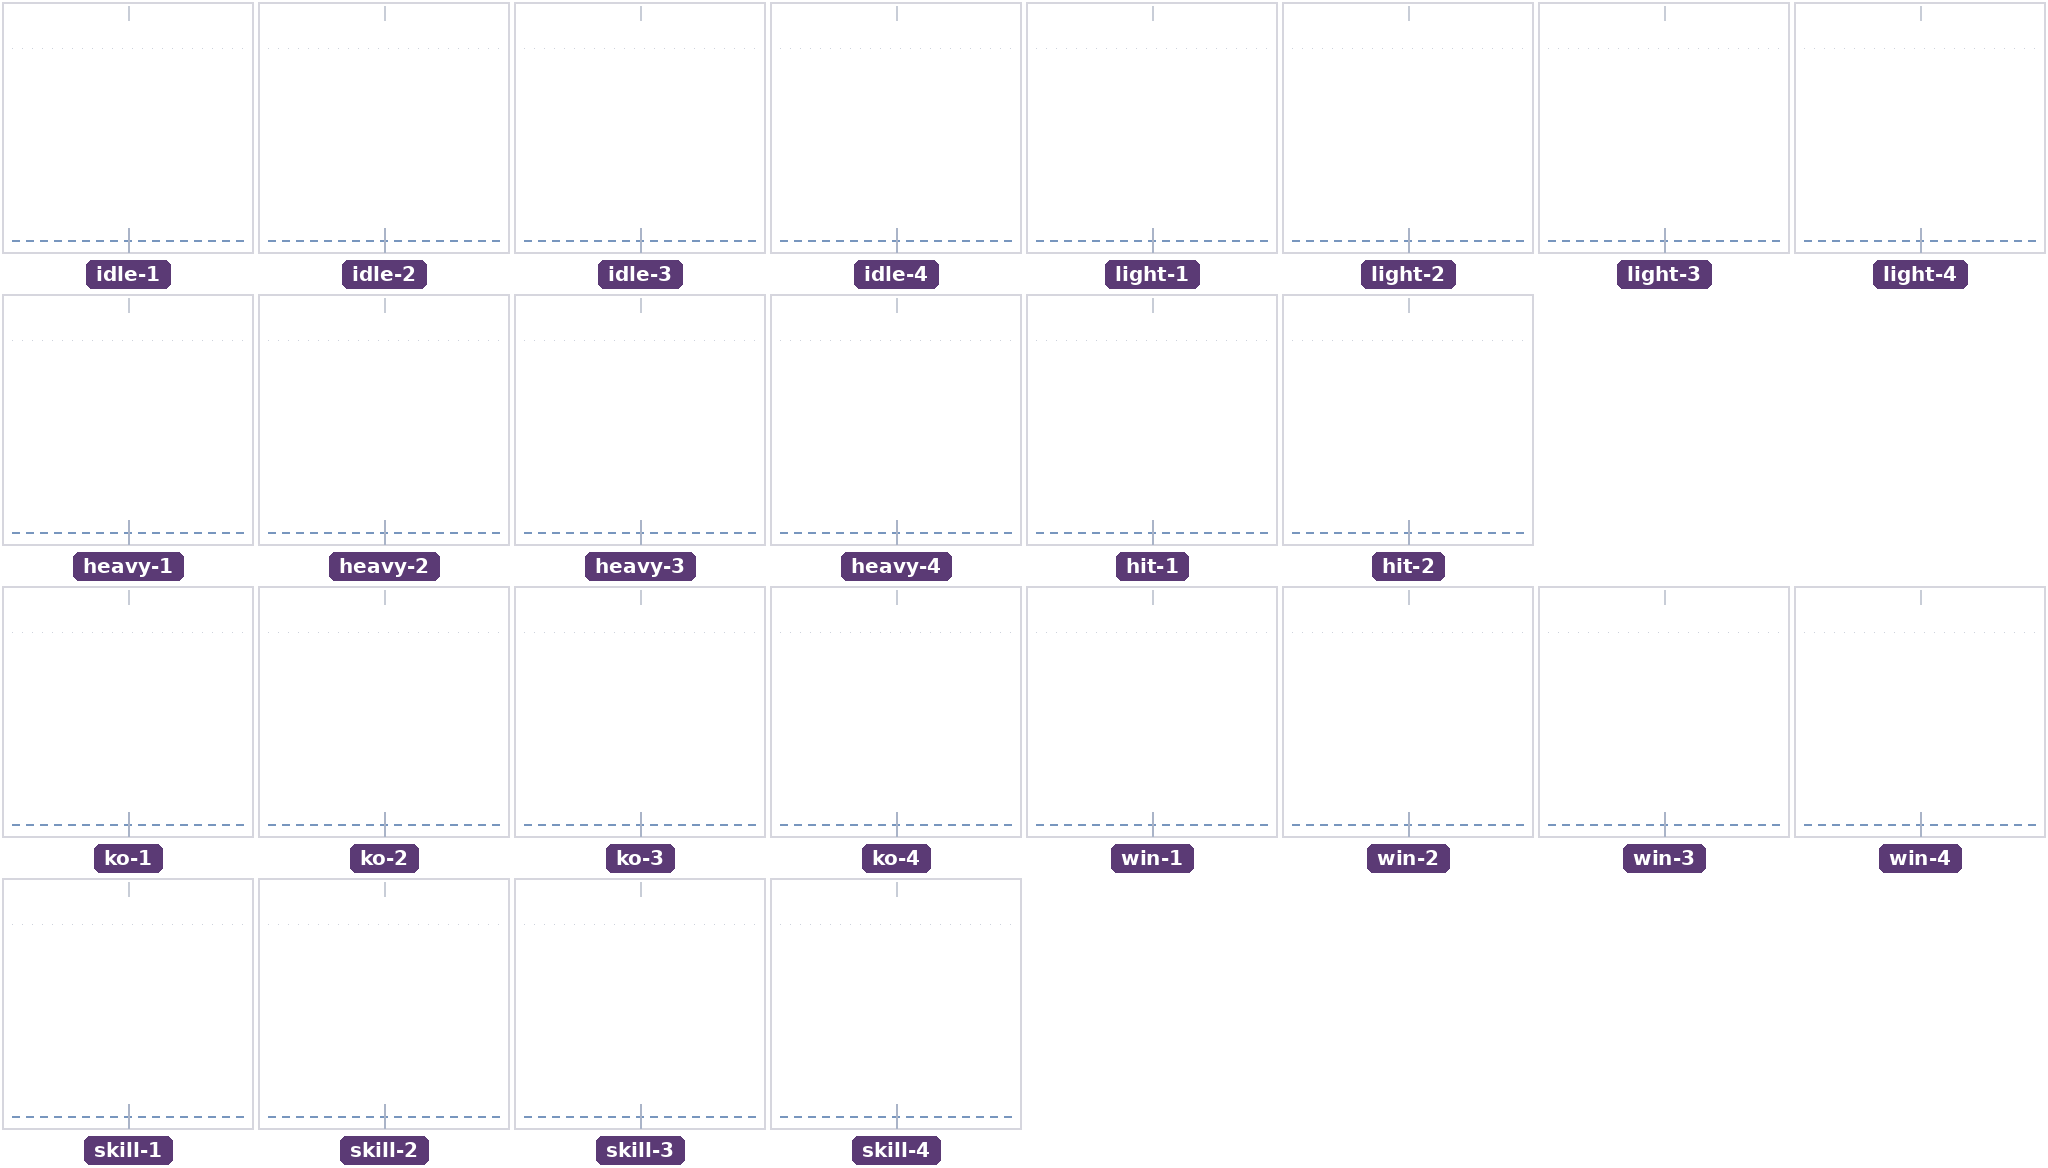 idle-1 idle-2 idle-3 idle-4 light-1 light-2 light-3 light-4
heavy-1 heavy-2 heavy-3 heavy-4 hit-1 hit-2
ko-1 ko-2 ko-3 ko-4 win-1 win-2 win-3 win-4
skill-1 skill-2 skill-3 skill-4